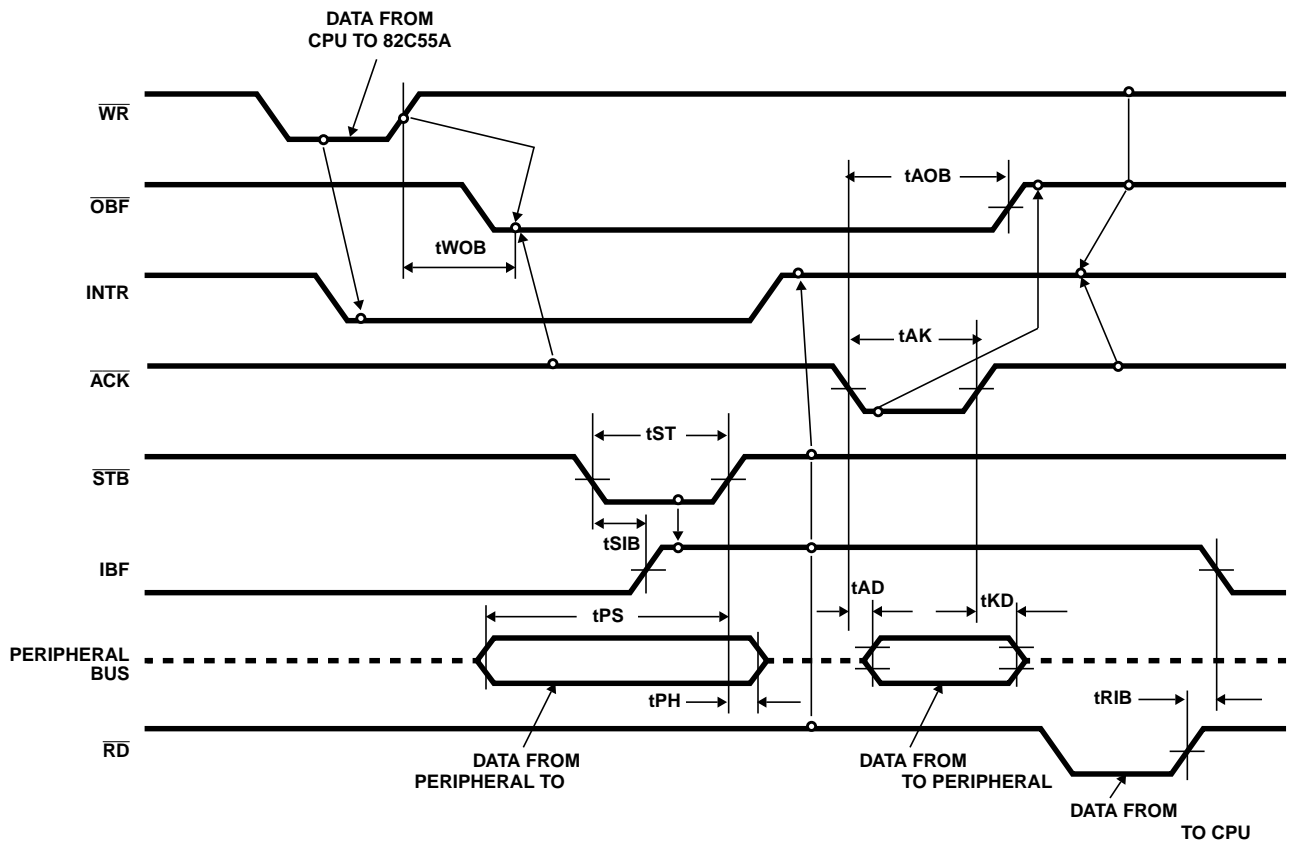 DATA FROM
CPU TO 82C55A
WR
tAOB
OBF
tWOB
INTR
tAK
ACK
tST
STB
tSIB
IBF
tAD
tKD
tPS
PERIPHERAL
BUS
tPH
tRIB
RD
DATA FROM
PERIPHERAL TO
DATA FROM
TO PERIPHERAL
DATA FROM
TO CPU